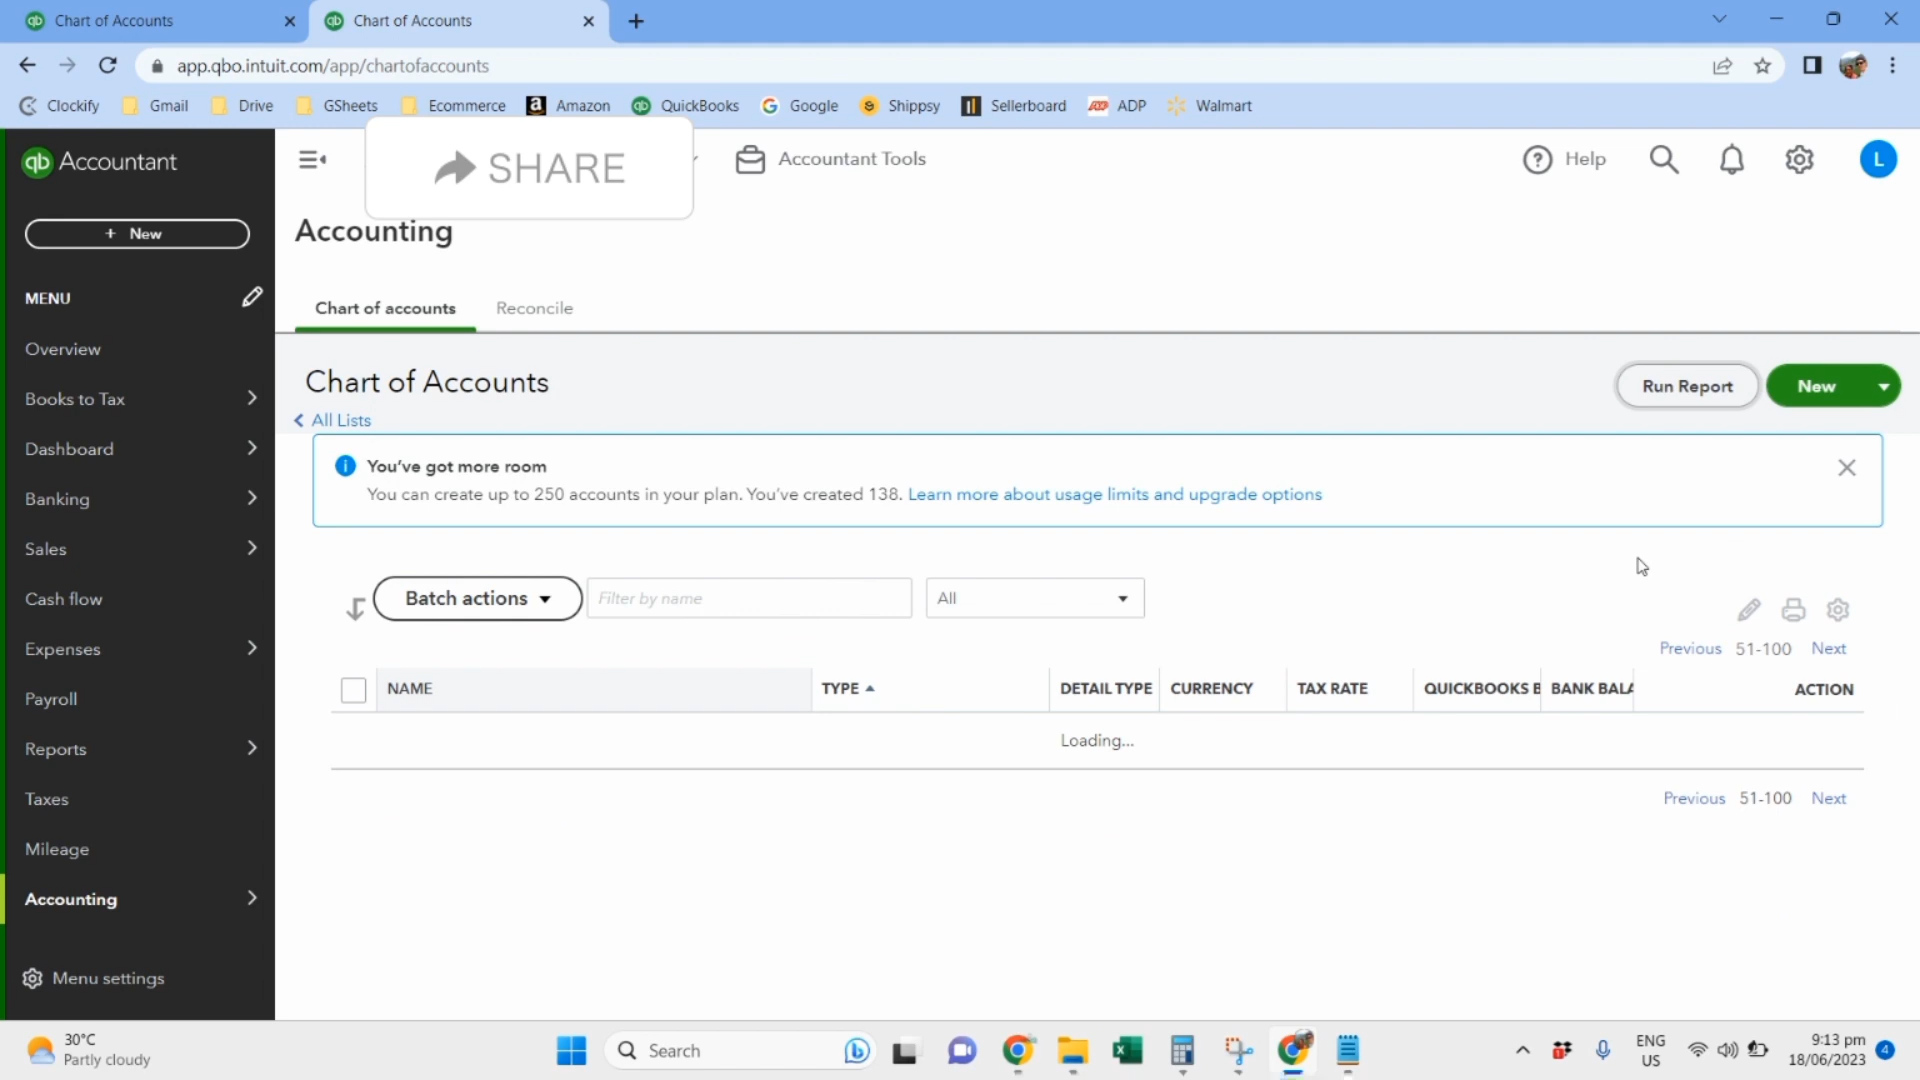 Chart of Accounts
Chart of Accounts
app.qbo.intuit.com/app/chartofaccounts
Clockify Gmail Drive GSheets Ecommerce Amazon QuickBooks Google Shippsy Sellerboard ADP Walmart
qb Accountant
SHARE
Accountant Tools
Help
L
Accounting
+ New
MENU
Chart of accounts Reconcile
Overview
Books to Tax
Dashboard
Banking
Sales
Cash flow
Expenses
Payroll
Reports
Taxes
Mileage
Accounting
Menu settings
Chart of Accounts
All Lists
Run Report New
You've got more room
You can create up to 250 accounts in your plan. You've created 138. Learn more about usage limits and upgrade options
Batch actions Filter by name All
Previous 51-100 Next
NAME TYPE DETAIL TYPE CURRENCY TAX RATE QUICKBOOKS B BANK BALA ACTION
Loading...
Previous 51-100 Next
30°C
Partly cloudy
Search
ENG
US
9:13 pm
18/06/2023
4